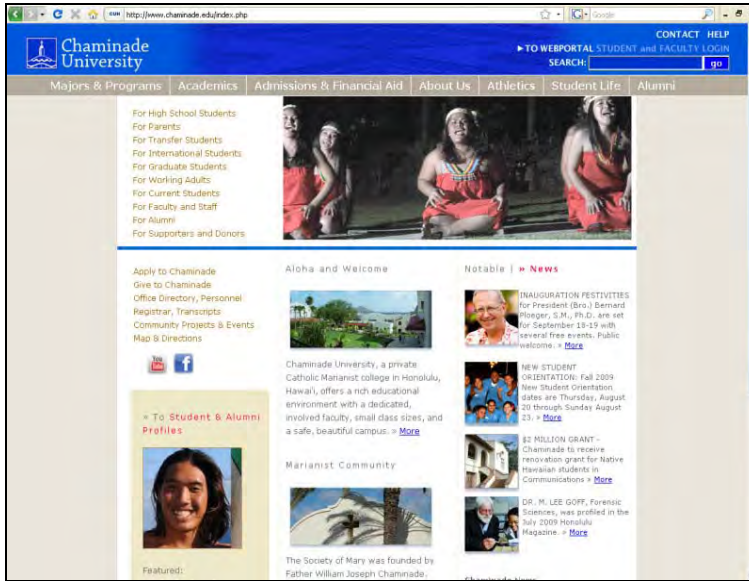 http://www.chaminade.edu/index.php
Google
Chaminade
University
CONTACT HELP
TO WEBPORTAL STUDENT and FACULTY LOGIN
SEARCH:
go
Majors & Programs
Academics
Admissions & Financial Aid
About Us
Athletics
Student Life
Alumni
For High School Students
For Parents
For Transfer Students
For International Students
For Graduate Students
For Working Adults
For Current Students
For Faculty and Staff
For Alumni
For Supporters and Donors
Apply to Chaminade
Give to Chaminade
Office Directory, Personnel
Registrar, Transcripts
Community Projects & Events
Map & Directions
You
Tube
f
» To Student & Alumni
Profiles
Featured:
Aloha and Welcome
Chaminade University, a private
Catholic Marianist college in Honolulu,
Hawai'i, offers a rich educational
environment with a dedicated,
involved faculty, small class sizes, and
a safe, beautiful campus. » More
Marianist Community
The Society of Mary was founded by
Father William Joseph Chaminade.
Notable | » News
INAUGURATION FESTIVITIES
for President (Bro.) Bernard
Ploeger, S.M., Ph.D. are set
for September 18-19 with
several free events. Public
welcome. » More
NEW STUDENT
ORIENTATION: Fall 2009
New Student Orientation
dates are Thursday, August
20 through Sunday August
23. » More
$2 MILLION GRANT -
Chaminade to receive
renovation grant for Native
Hawaiian students in
Communications » More
DR. M. LEE GOFF, Forensic
Sciences, was profiled in the
July 2009 Honolulu
Magazine. » More
Chaminade News